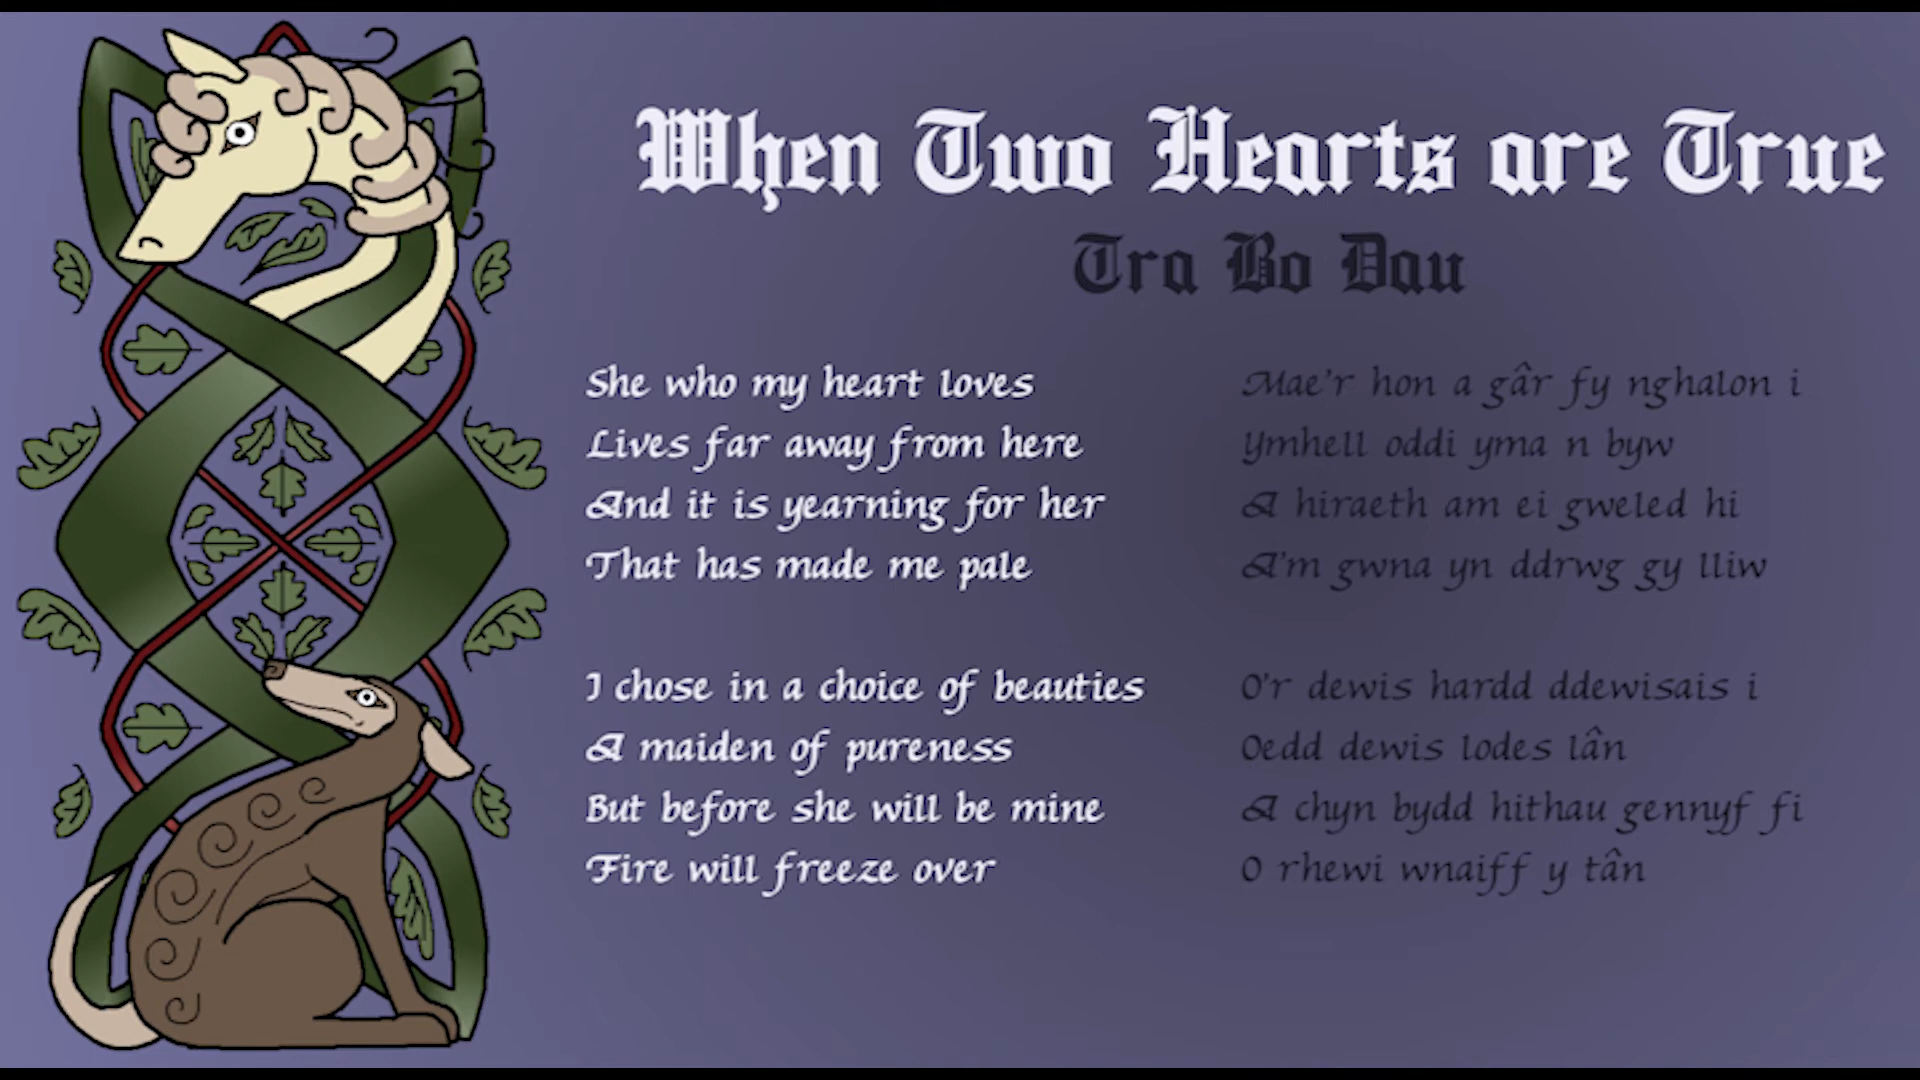 When Two Hearts are True
Tra Bo Dau
She who my heart loves
Lives far away from here
And it is yearning for her
That has made me pale
I chose in a choice of beauties
A maiden of pureness
But before she will be mine
Fire will freeze over
Mae'r hon a gâr fy nghalon i
Ymhell oddi yma n byw
A hiraeth am ei gweled hi
A'm gwna yn ddrwg gy lliw
O'r dewis hardd ddewisais i
Oedd dewis lodes lân
A chyn bydd hithau gennyf fi
O rhewi wnaiff y tân